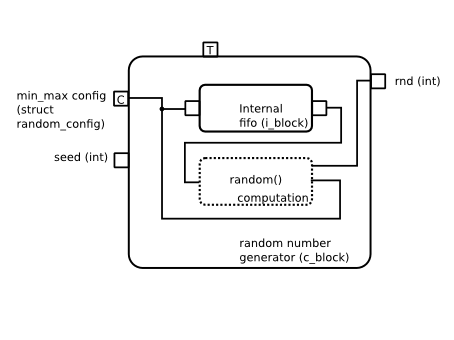 T
min_max config
(struct
random_config)
C
rnd (int)
Internal
fifo (i_block)
seed (int)
random()
computation
random number
generator (c_block)